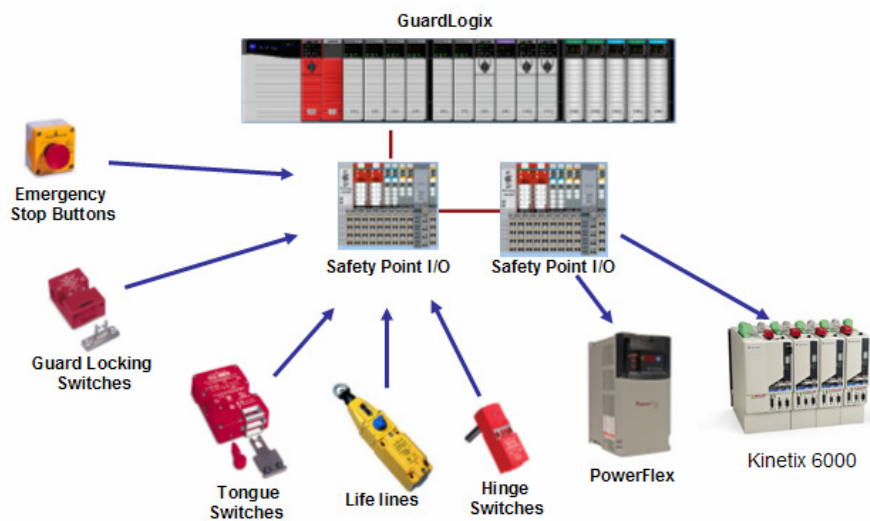 GuardLogix
Emergency
Stop Buttons
Safety Point I/O
Safety Point I/O
Guard Locking
Switches
Tongue
Switches
Life lines
Hinge
Switches
PowerFlex
Kinetix 6000